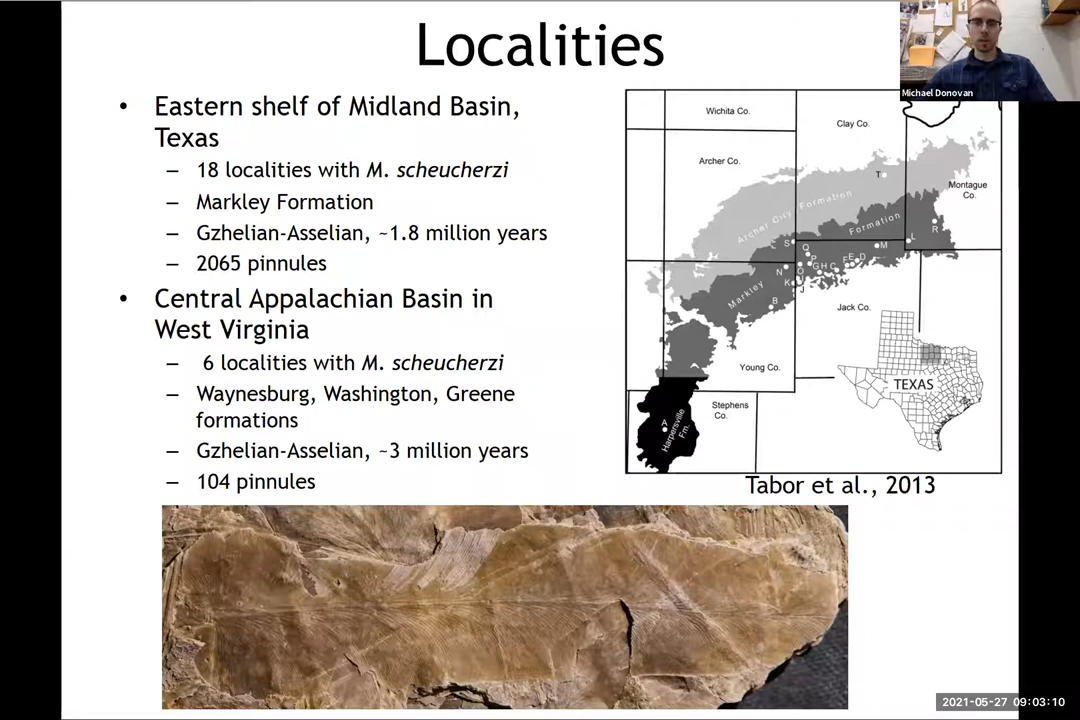 Localities
Michael Donovan
• Eastern shelf of Midland Basin,
Texas
– 18 localities with M. scheucherzi
– Markley Formation
– Gzhelian-Asselian, ~1.8 million years
– 2065 pinnules
• Central Appalachian Basin in
West Virginia
– 6 localities with M. scheucherzi
– Waynesburg, Washington, Greene
formations
– Gzhelian-Asselian, ~3 million years
– 104 pinnules
Wichita Co.
Clay Co.
Archer Co.
Montague
Co.
Archer City Formation
Markley Formation
T
R
L
M
S
Q
P
G H C F E D
N
O
K
J
B
Jack Co.
Young Co.
TEXAS
Stephens
Co.
A
Harpersville
Fm.
Tabor et al., 2013
2021-05-27 09:03:10